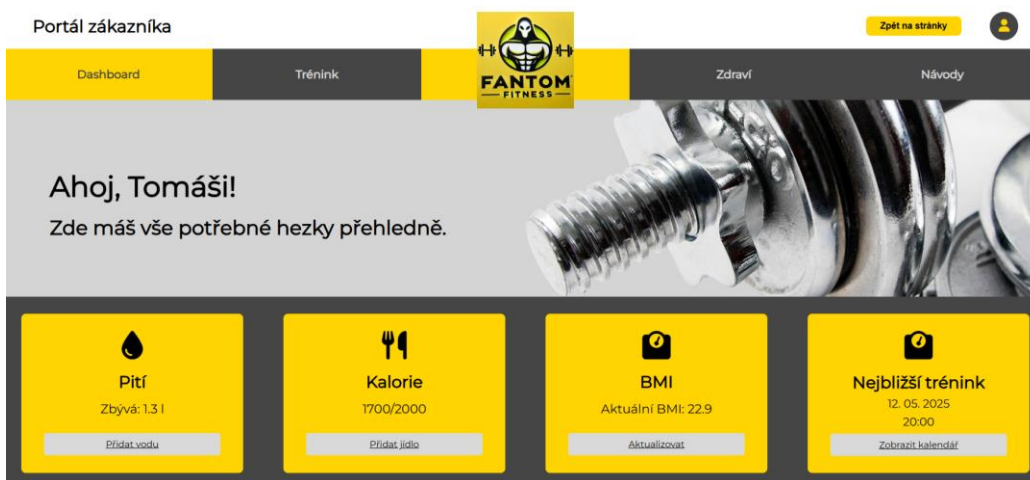 Portál zákazníka
Zpět na stránky
Dashboard
Trénink
FANTOM
FITNESS
Zdraví
Návody
Ahoj, Tomáši!
Zde máš vše potřebné hezky přehledně.
Pití
Zbývá: 1.3 l
Přidat vodu
Kalorie
1700/2000
Přidat jídlo
BMI
Aktuální BMI: 22.9
Aktualizovat
Nejbližší trénink
12. 05. 2025
20:00
Zobrazit kalendář